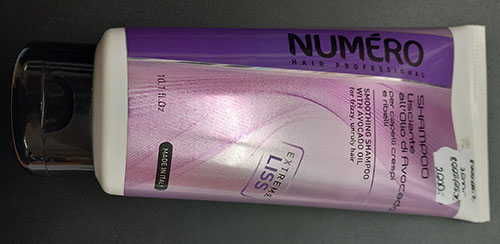 NUMÉRO
HAIR PROFESSIONAL
SHAMPOO
Lisciante
all'Olio di Avocado
per capelli crespi
e ribelli
SMOOTHING SHAMPOO
WITH AVOCADO OIL
for frizzy, unruly hair
EXTREME
LISS
MADE IN ITALY
10.1 fl.Oz